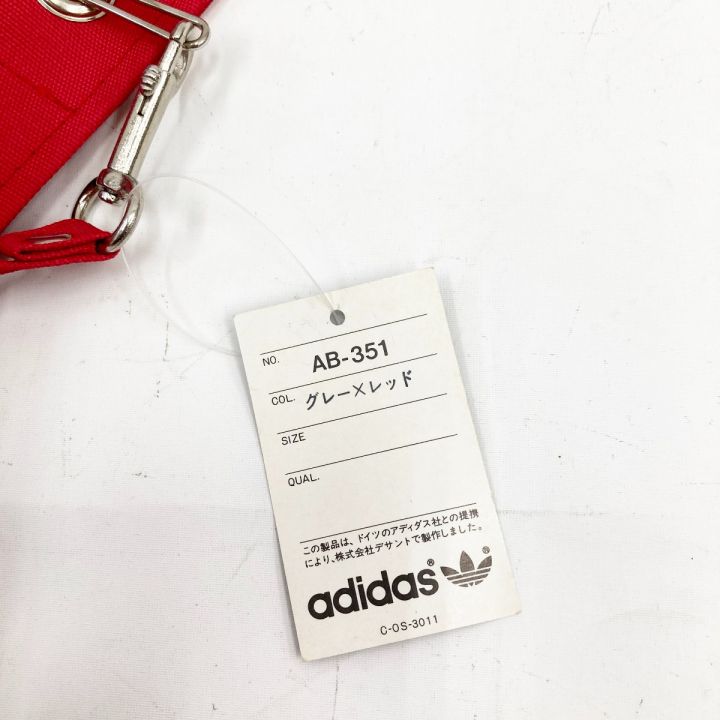 NO. AB-351
COL. グレー×レッド
SIZE
QUAL.
この製品は、ドイツのアディダス社との提携
により、株式会社デサントで製作しました。
adidas® ®
C-OS-3011